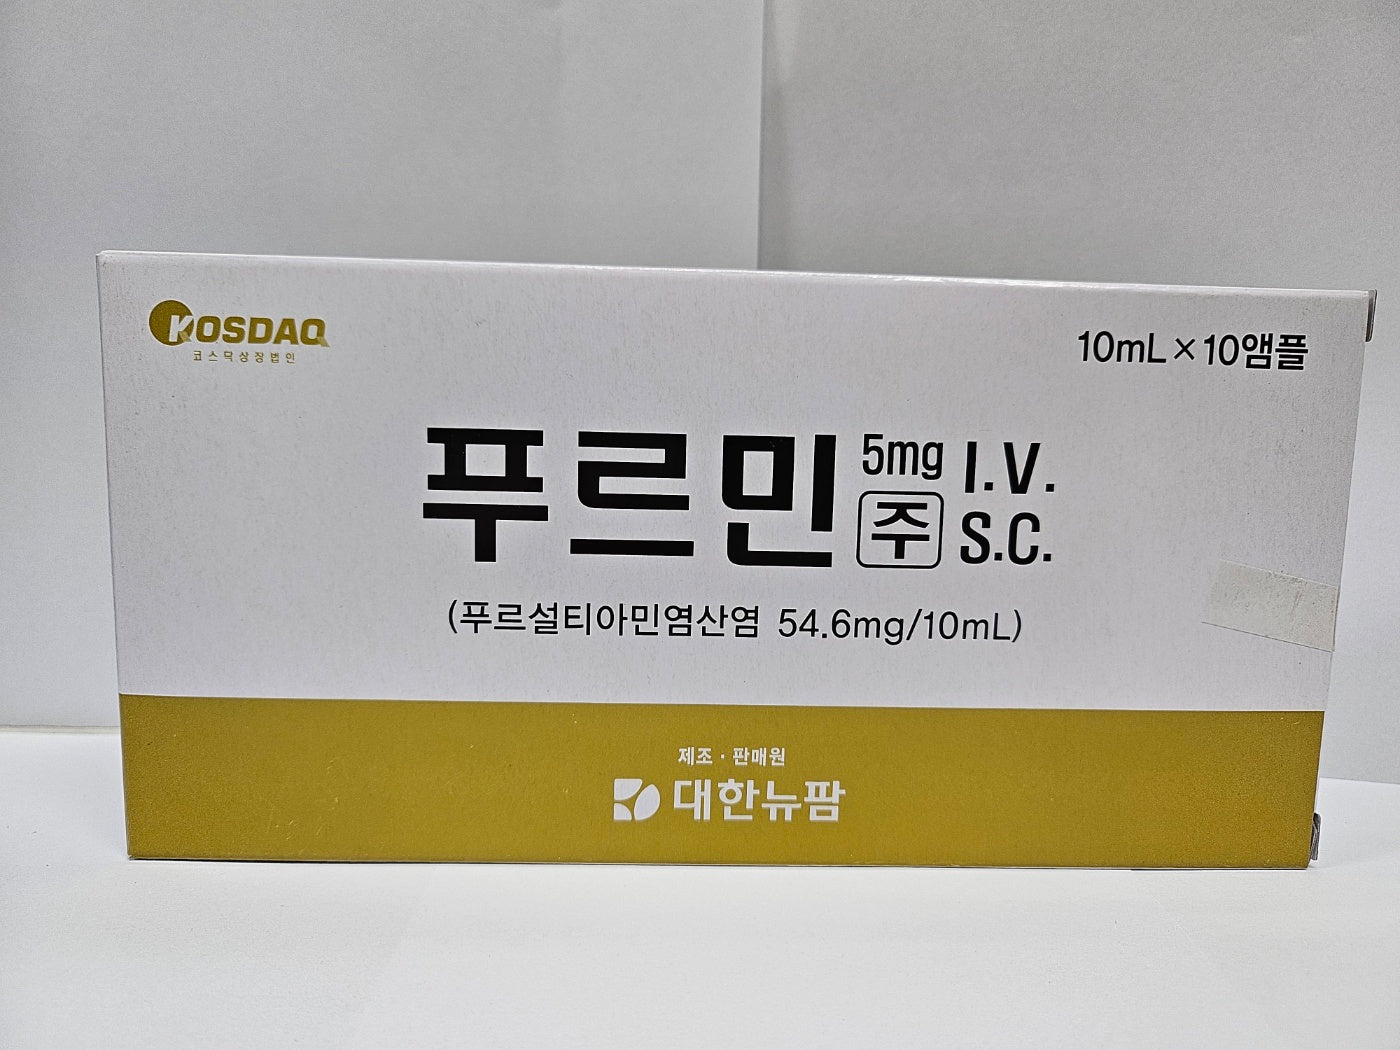 KOSDAQ
코스닥상장법인
10mL×10앰플
푸르민 5mg 주 I.V. S.C.
(푸르설티아민염산염 54.6mg/10mL)
제조·판매원
대한뉴팜